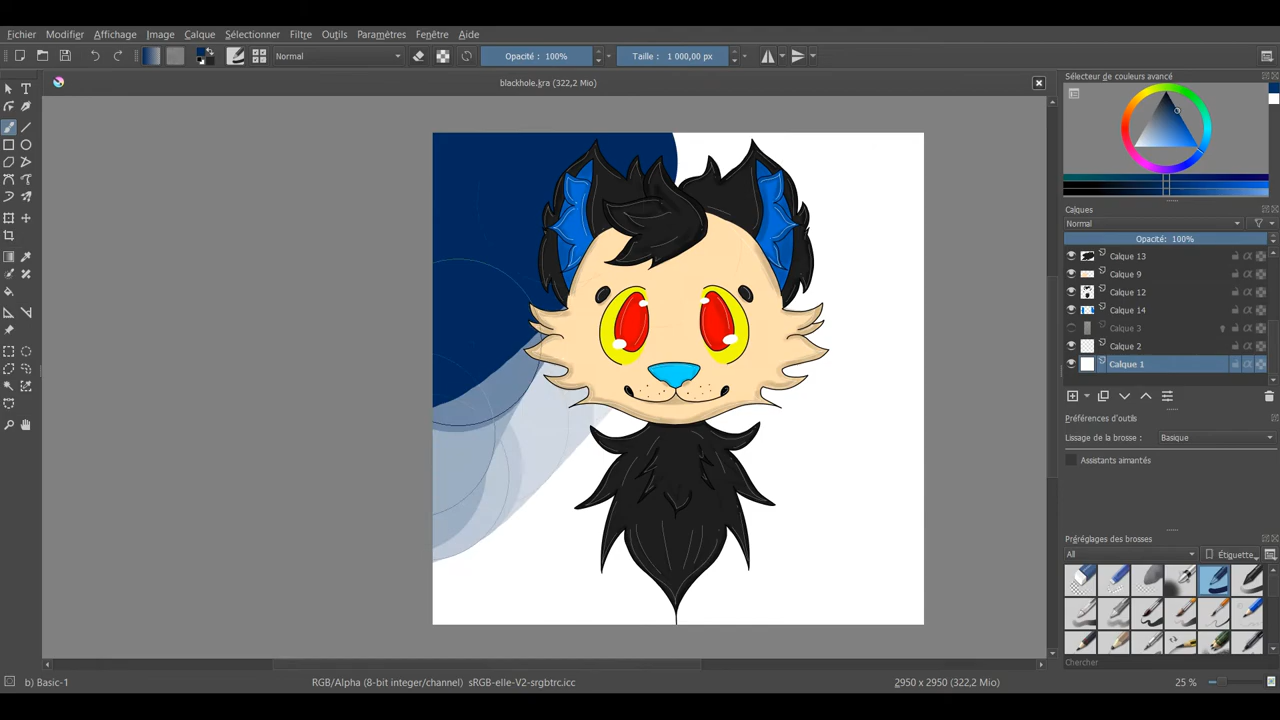 Fichier Modifier Affichage Image Calque Sélectionner Filtre Outils Paramètres Fenêtre Aide
Normal Opacité : 100% Taille : 1 000,00 px
blackhole.kra (322,2 Mio)
Sélecteur de couleurs avancé
Calques
Normal
Opacité: 100%
Calque 13
Calque 9
Calque 12
Calque 14
Calque 3
Calque 2
Calque 1
Préférences d'outils
Lissage de la brosse : Basique
Assistants aimantés
Préréglages des brosses
All Étiquette
Chercher
b) Basic-1 RGB/Alpha (8-bit integer/channel) sRGB-elle-V2-srgbtrc.icc 2950 x 2950 (322,2 Mio) 25 %